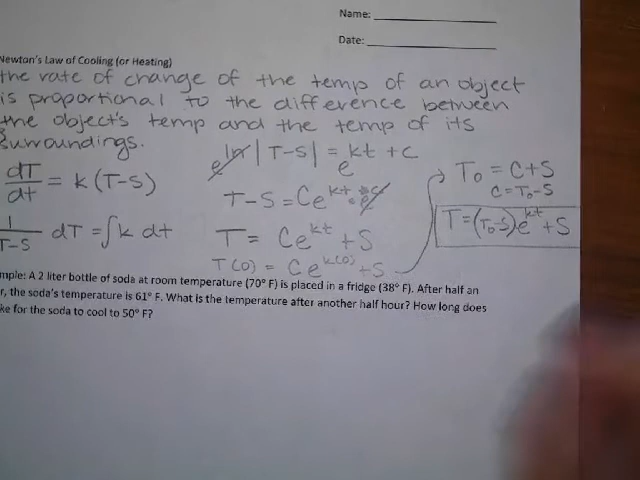 Name:
Date:
Newton's Law of Cooling (or Heating)
the rate of change of the temp of an object
is proportional to the difference between
the object's temp and the temp of its
surroundings.
dT/dt = k(T-S)
1/T-S dT = ∫k dt
e^ln|T-S| = e^kt+c
T-S = Ce^kt
T = Ce^kt + S
T(0) = Ce^k(0) + S
T₀ = C+S
C = T₀-S
T = (T₀-S)e^kt + S
mple: A 2 liter bottle of soda at room temperature (70° F) is placed in a fridge (38° F). After half an
r, the soda's temperature is 61° F. What is the temperature after another half hour? How long does
ke for the soda to cool to 50° F?